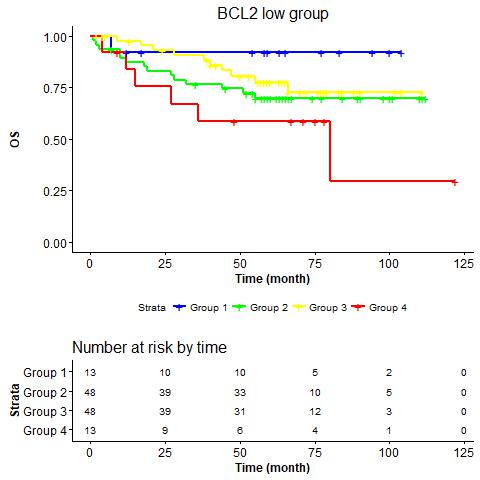 BCL2 low group
1.00
0.75
0.50
0.25
0.00
OS
0 25 50 75 100 125
Time (month)
Strata Group 1 Group 2 Group 3 Group 4
Number at risk by time
Strata
Group 1 13 10 10 5 2 0
Group 2 48 39 33 10 5 0
Group 3 48 39 31 12 3 0
Group 4 13 9 6 4 1 0
0 25 50 75 100 125
Time (month)